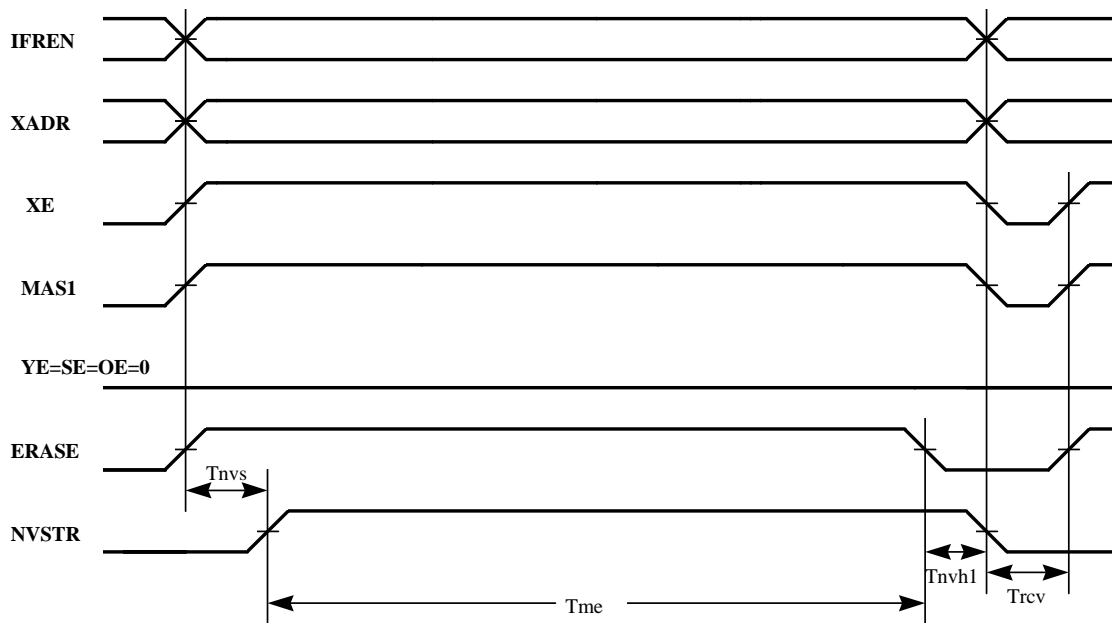 IFREN
XADR
XE
MAS1
YE=SE=OE=0
ERASE
Tnvs
NVSTR
Tnvh1
Trcv
Tme